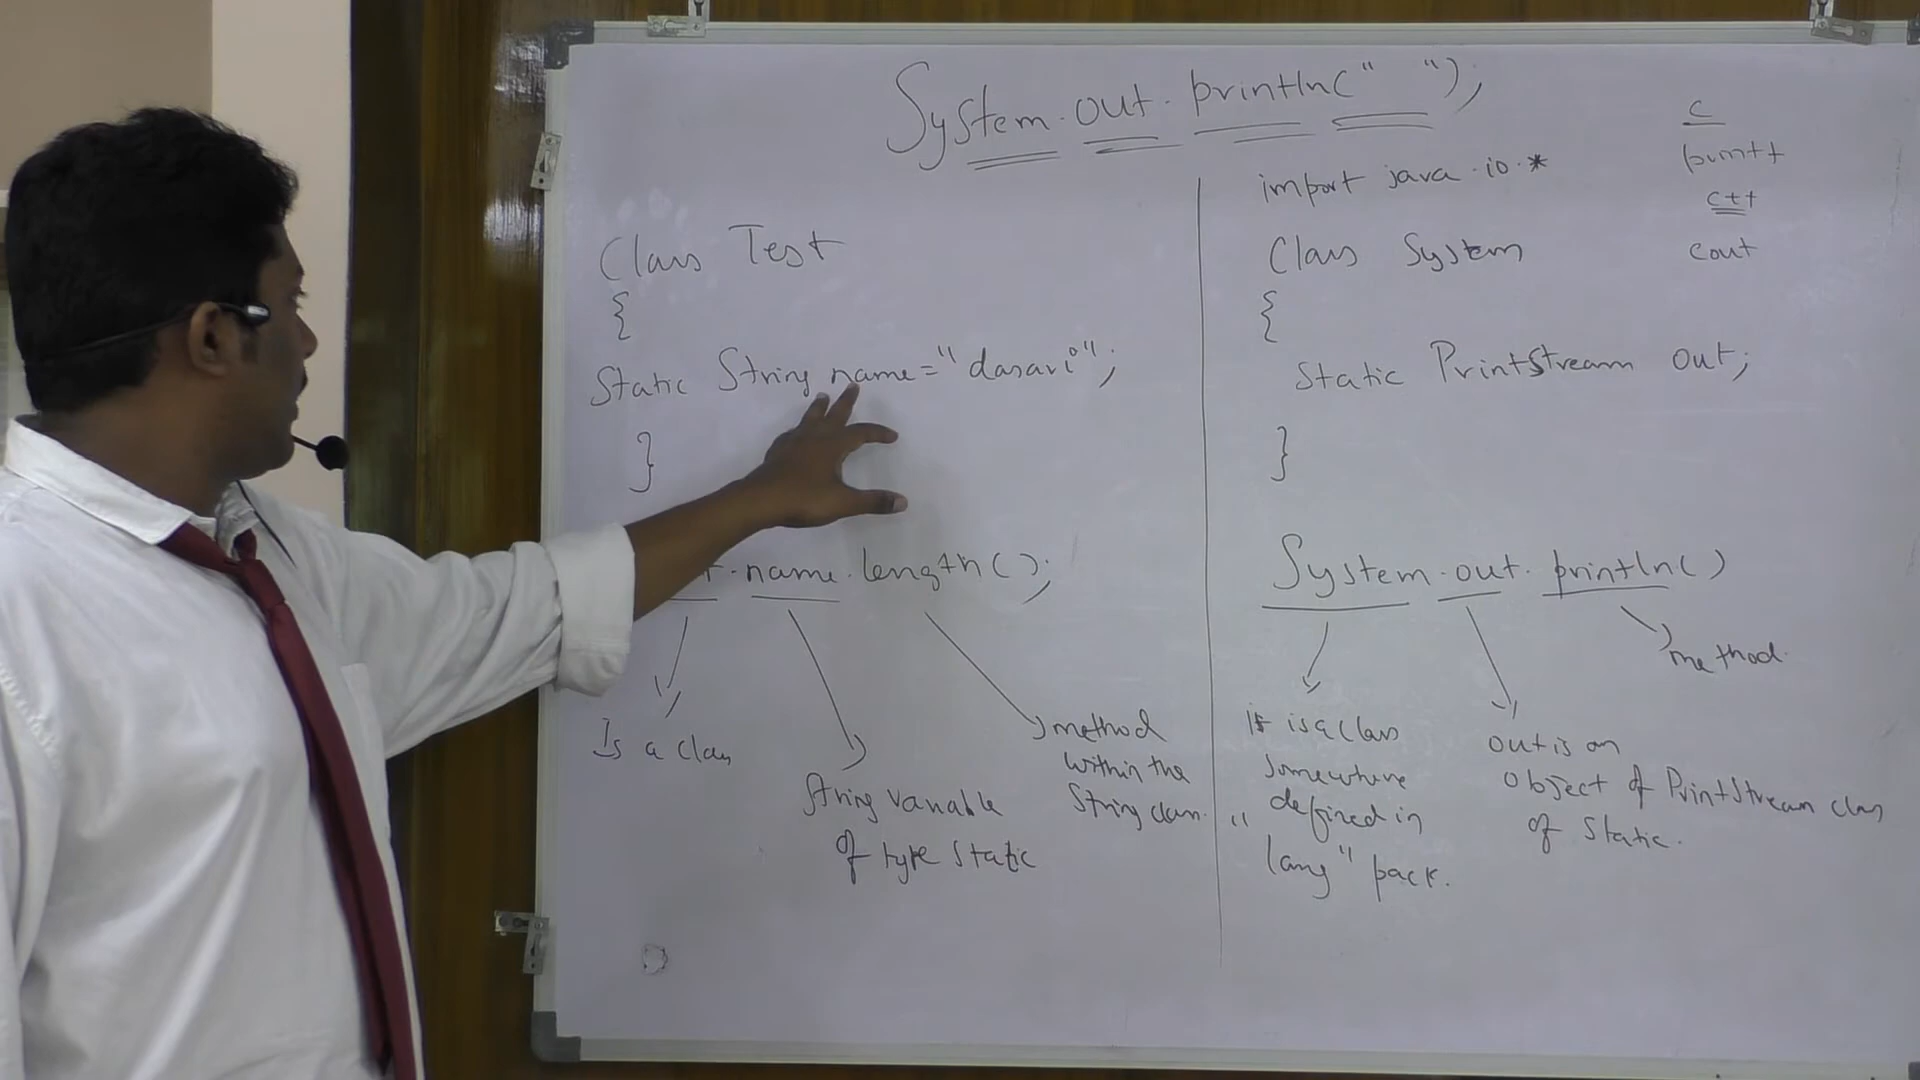 System.out.println(" ");
c
printf
c++
cout
Class Test
{
Static String name="dasari";
}
.name.length();
Is a class
String variable
of type static
method
within the
String class.
import java.io.*
Class System
{
Static PrintStream out;
}
System.out.println()
method.
it is a class
somewhere
defined in
"lang" pack.
out is an
object of PrintStream class
of static.